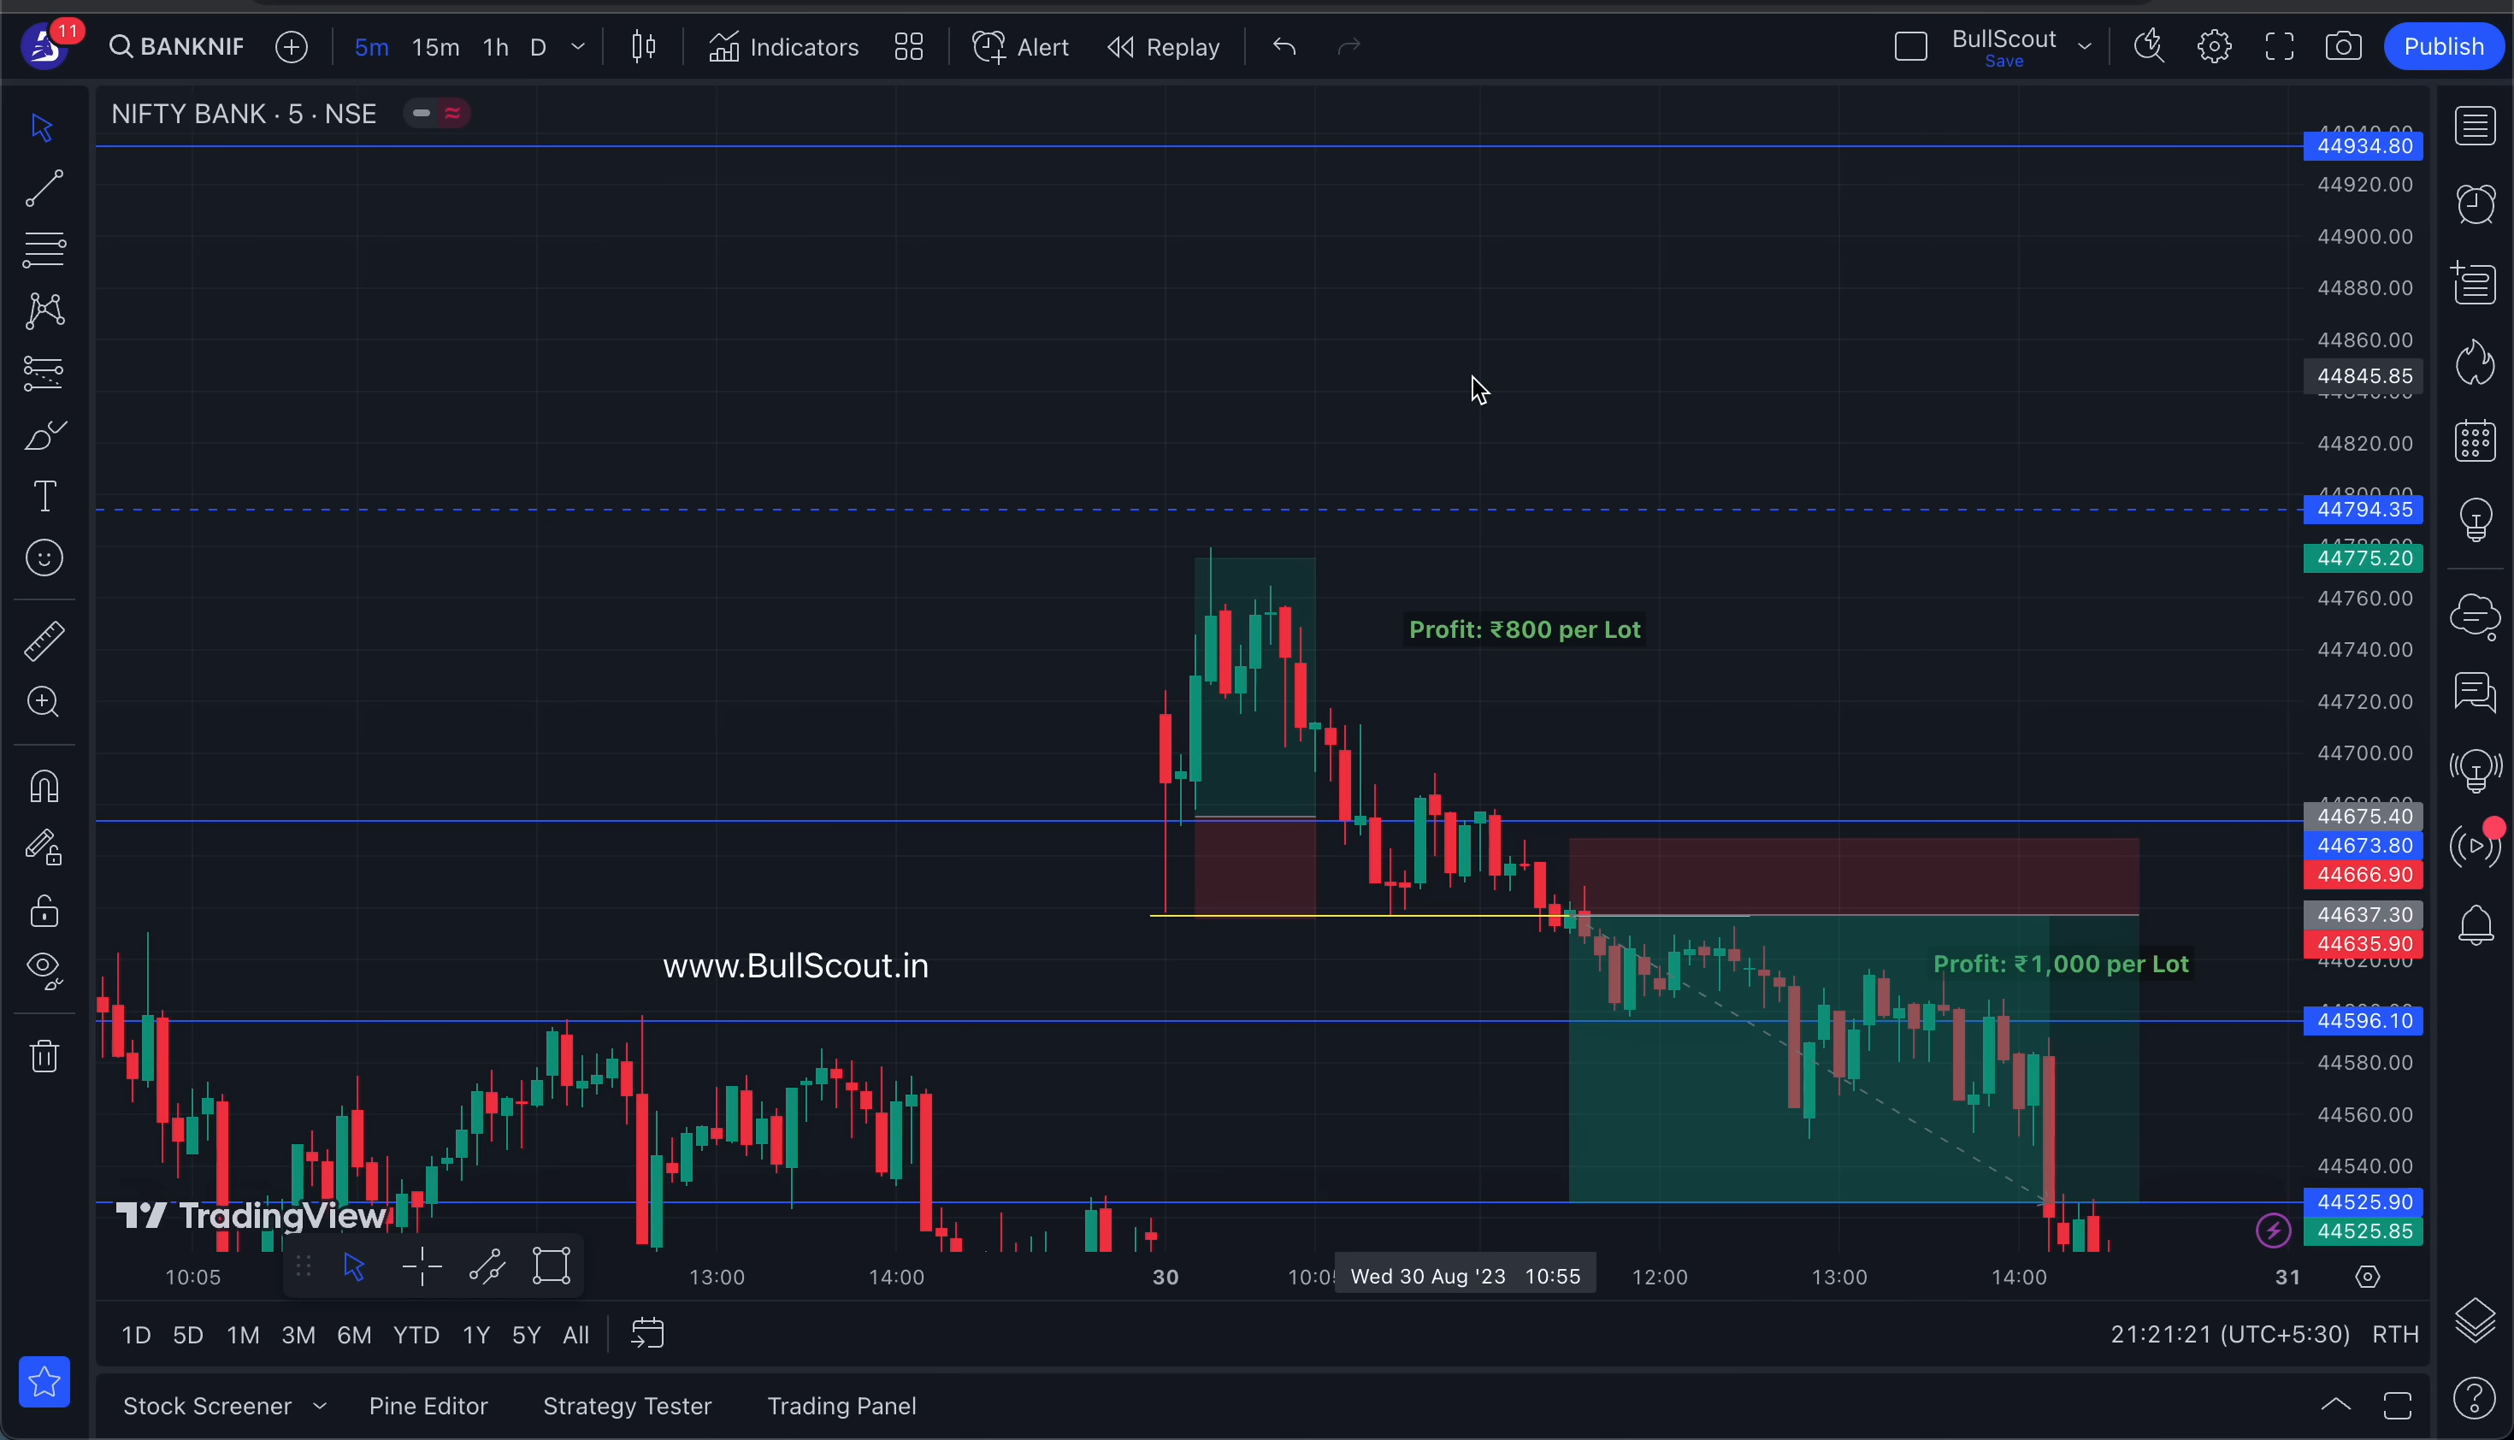 11
BANKNIF
5m 15m 1h D
Indicators
Alert
Replay
BullScout
Save
Publish
NIFTY BANK · 5 · NSE
44934.80
44920.00
44900.00
44880.00
44860.00
44845.85
44820.00
44794.35
44775.20
44760.00
Profit: ₹800 per Lot
44740.00
44720.00
44700.00
44675.40
44673.80
44666.90
44637.30
44635.90
www.BullScout.in
Profit: ₹1,000 per Lot
44596.10
44580.00
44560.00
44540.00
44525.90
44525.85
TradingView
10:05 13:00 14:00 30 10:05 Wed 30 Aug '23 10:55 12:00 13:00 14:00 31
1D 5D 1M 3M 6M YTD 1Y 5Y All
21:21:21 (UTC+5:30) RTH
Stock Screener Pine Editor Strategy Tester Trading Panel